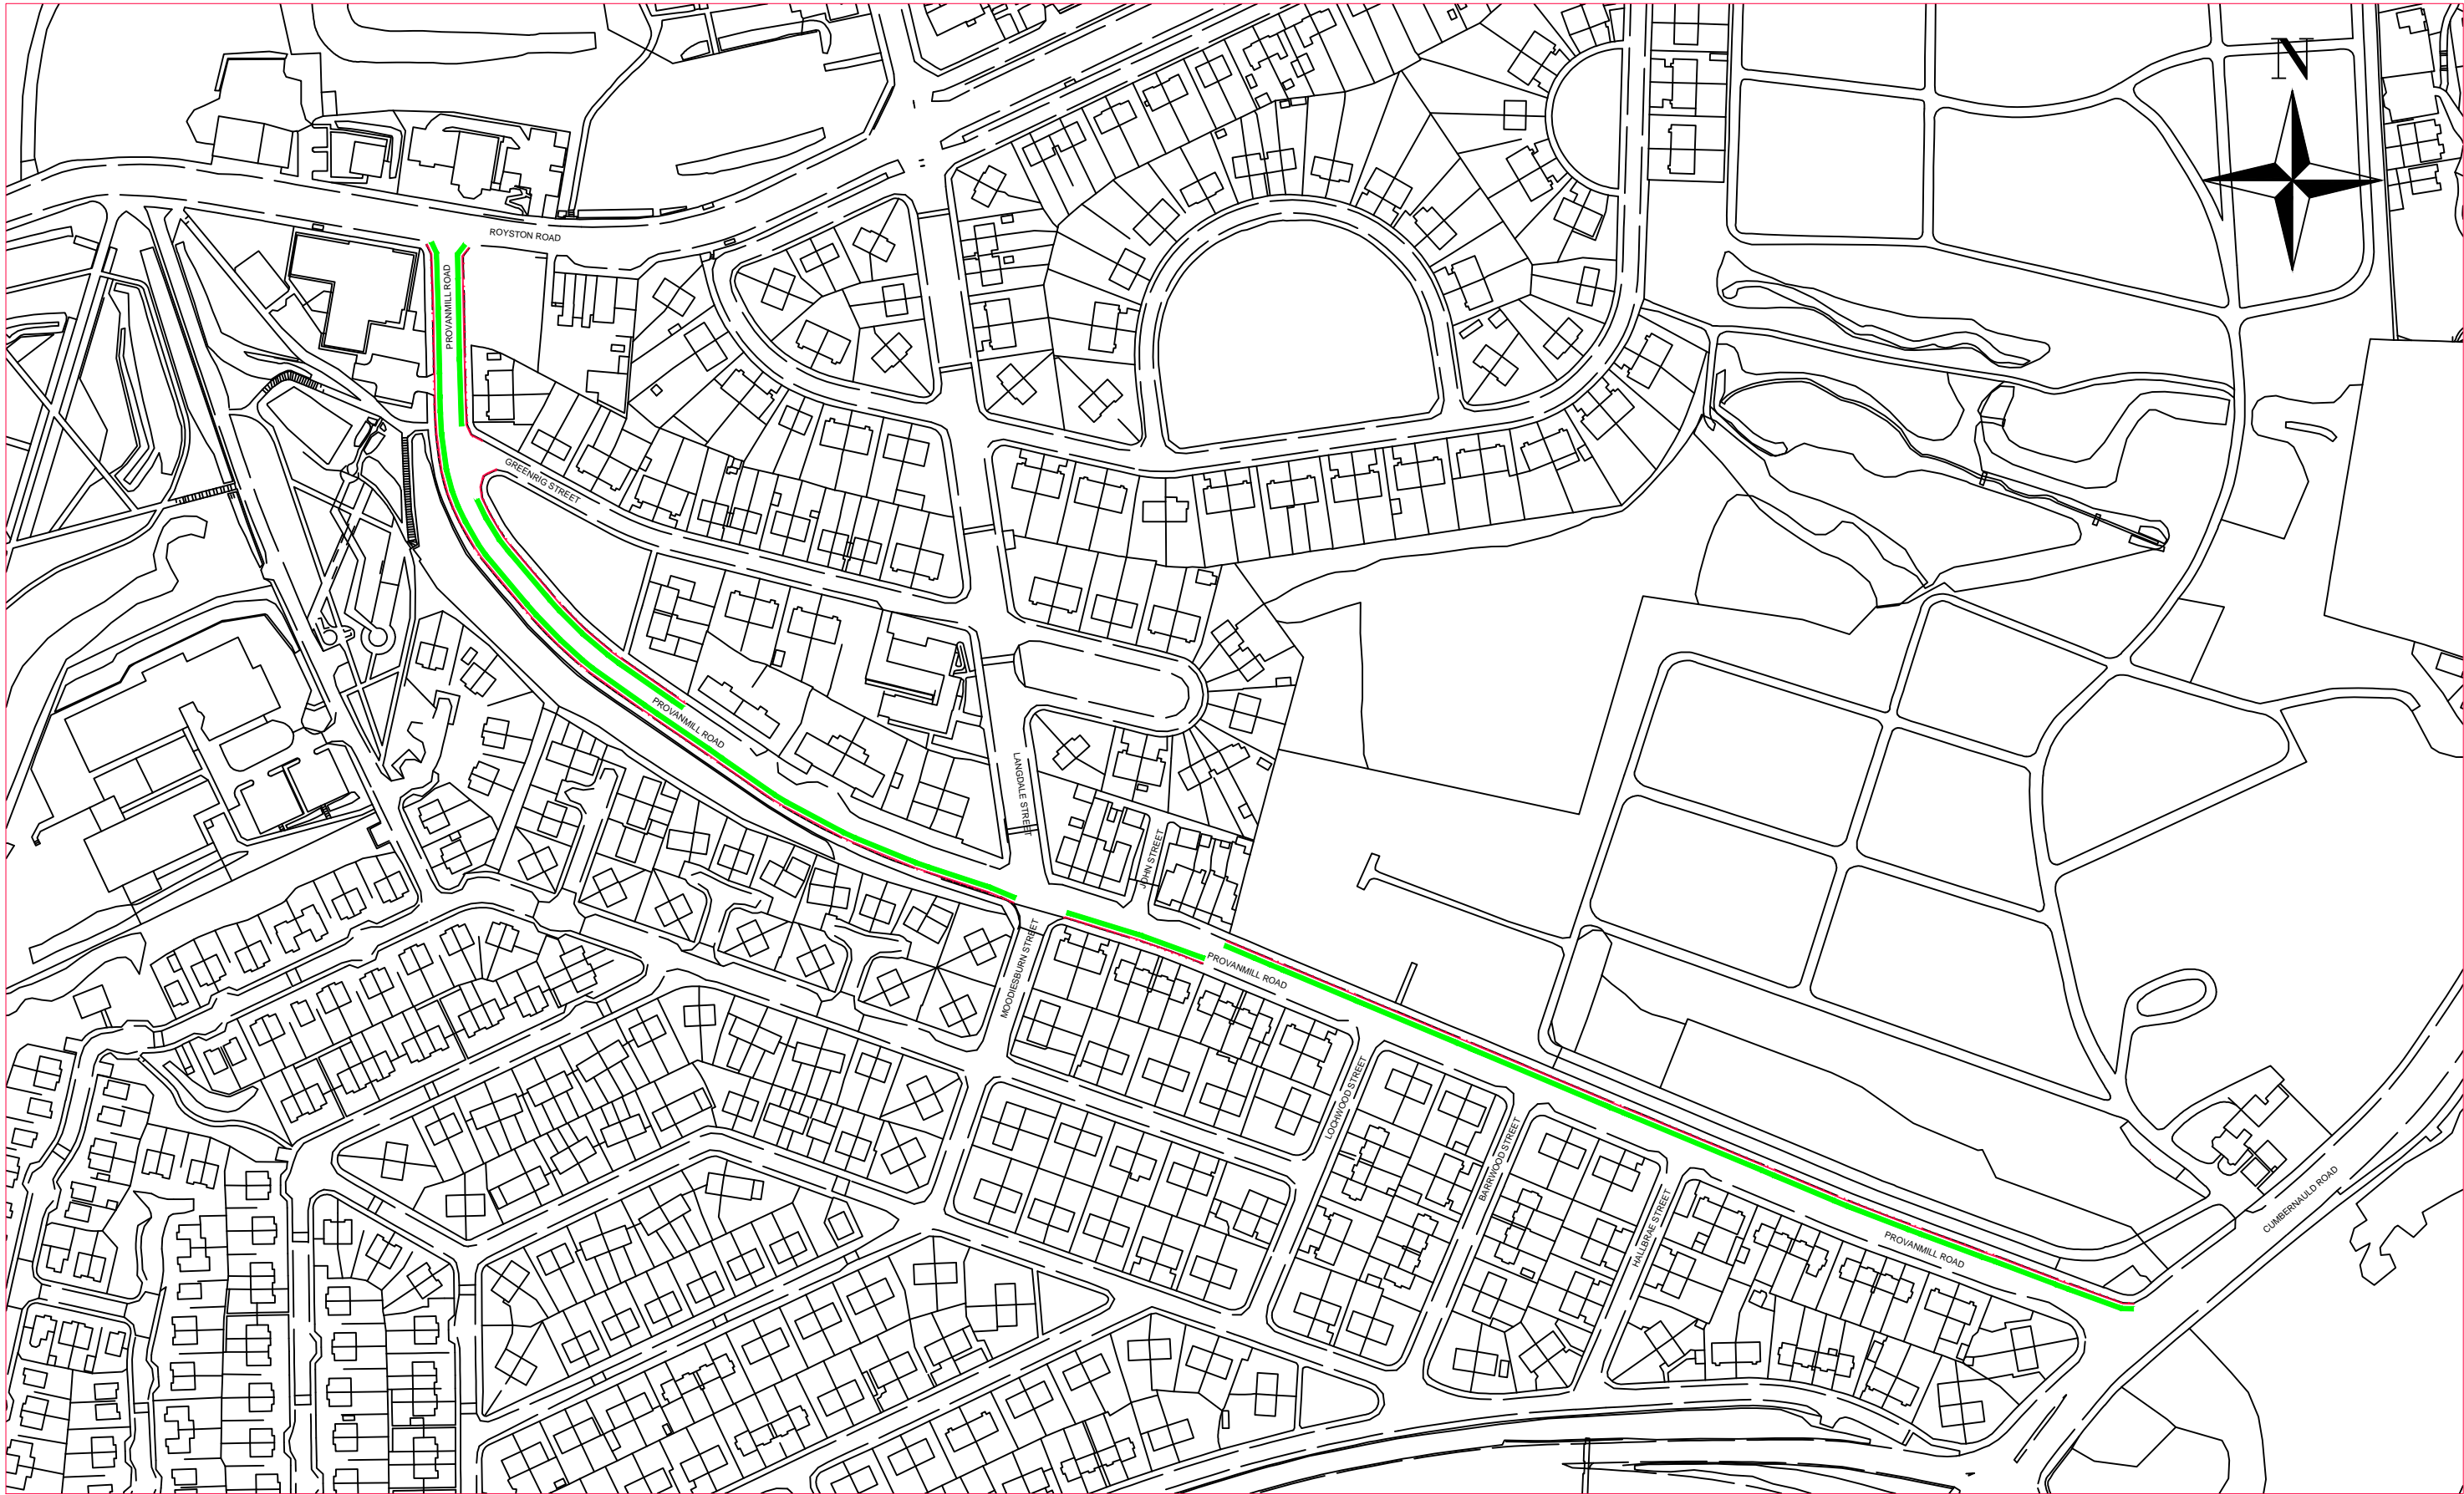 N
ROYSTON ROAD
PROVANMILL ROAD
GREENRIG STREET
PROVANMILL ROAD
LANGDALE STREET
JOHN STREET
MOODIESBURN STREET
PROVANMILL ROAD
LOCHWOOD STREET
BARRWOOD STREET
HALLBRAE STREET
PROVANMILL ROAD
CUMBERNAULD ROAD